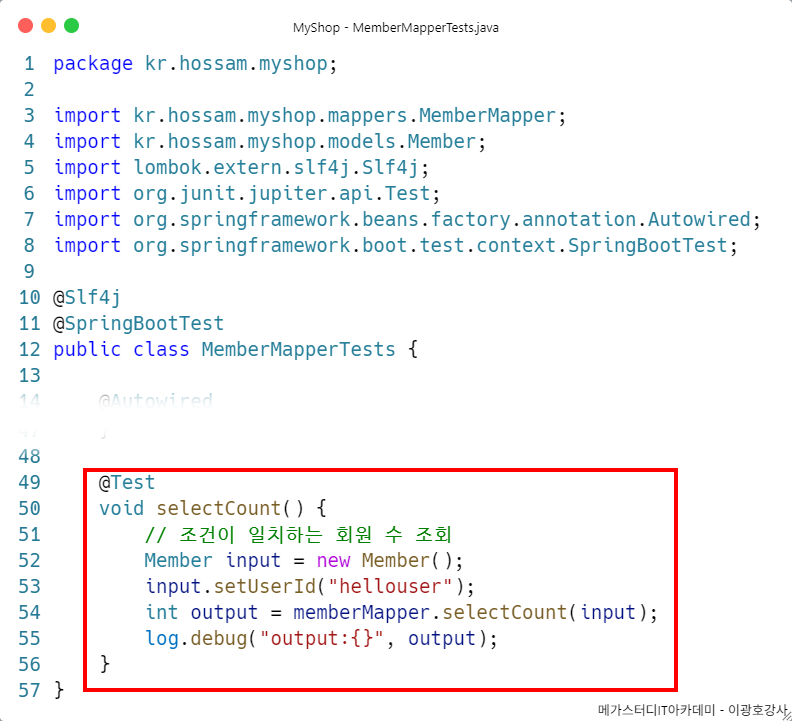 MyShop - MemberMapperTests.java
1 package kr.hossam.myshop;
2
3 import kr.hossam.myshop.mappers.MemberMapper;
4 import kr.hossam.myshop.models.Member;
5 import lombok.extern.slf4j.Slf4j;
6 import org.junit.jupiter.api.Test;
7 import org.springframework.beans.factory.annotation.Autowired;
8 import org.springframework.boot.test.context.SpringBootTest;
9
10 @Slf4j
11 @SpringBootTest
12 public class MemberMapperTests {
13
14     @Autowired
47     }
48
49     @Test
50     void selectCount() {
51         // 조건이 일치하는 회원 수 조회
52         Member input = new Member();
53         input.setUserId("hellouser");
54         int output = memberMapper.selectCount(input);
55         log.debug("output:{}", output);
56     }
57 }
메가스터디IT아카데미 - 이광호강사